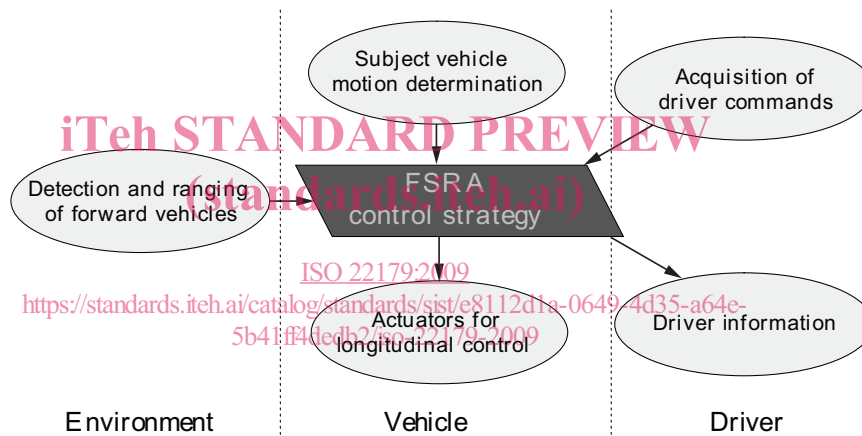 Subject vehicle
motion determination
Acquisition of
driver commands
iTeh STANDARD PREVIEW
(standards.iteh.ai)
Detection and ranging
of forward vehicles
FSRA
control strategy
ISO 22179:2009
https://standards.iteh.ai/catalog/standards/sist/e8112d1a-0649-4d35-a64e-
5b41ff4dedb2/iso-22179-2009
Actuators for
longitudinal control
Driver information
Environment
Vehicle
Driver